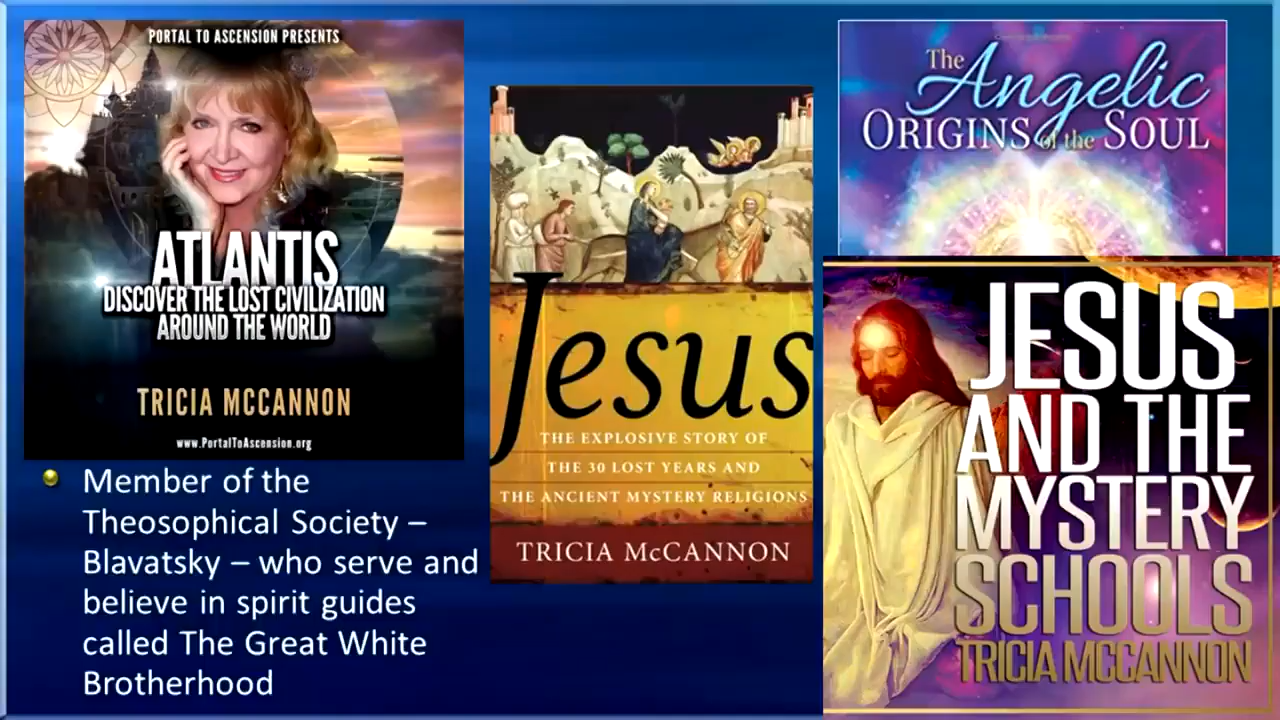 PORTAL TO ASCENSION PRESENTS
ATLANTIS
DISCOVER THE LOST CIVILIZATION
AROUND THE WORLD
TRICIA MCCANNON
www.PortalToAscension.org
Member of the
Theosophical Society –
Blavatsky – who serve and
believe in spirit guides
called The Great White
Brotherhood
Jesus
THE EXPLOSIVE STORY OF
THE 30 LOST YEARS AND
THE ANCIENT MYSTERY RELIGIONS
TRICIA McCANNON
The Angelic
ORIGINS of the SOUL
JESUS
AND THE
MYSTERY
SCHOOLS
TRICIA MCCANNON